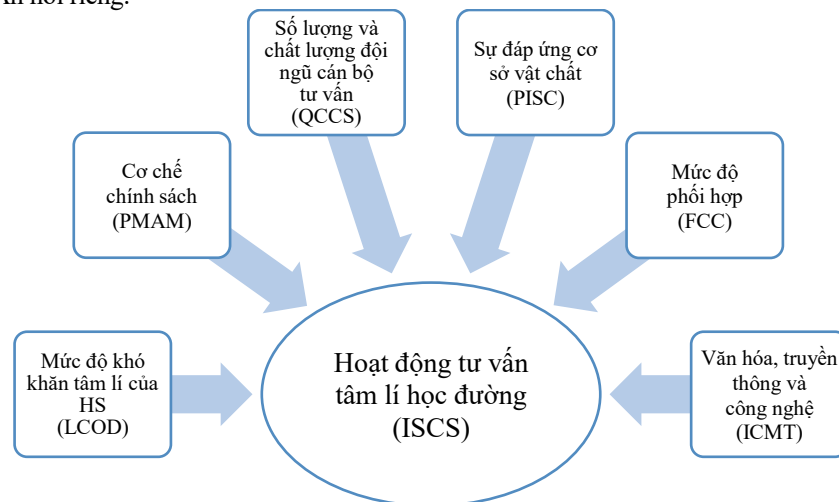 nói riêng.
Số lượng và
chất lượng đội
ngũ cán bộ
tư vấn
(QCCS)
Sự đáp ứng cơ
sở vật chất
(PISC)
Cơ chế
chính sách
(PMAM)
Mức độ
phối hợp
(FCC)
Mức độ khó
khăn tâm lí của
HS
(LCOD)
Hoạt động tư vấn
tâm lí học đường
(ISCS)
Văn hóa, truyền
thông và
công nghệ
(ICMT)